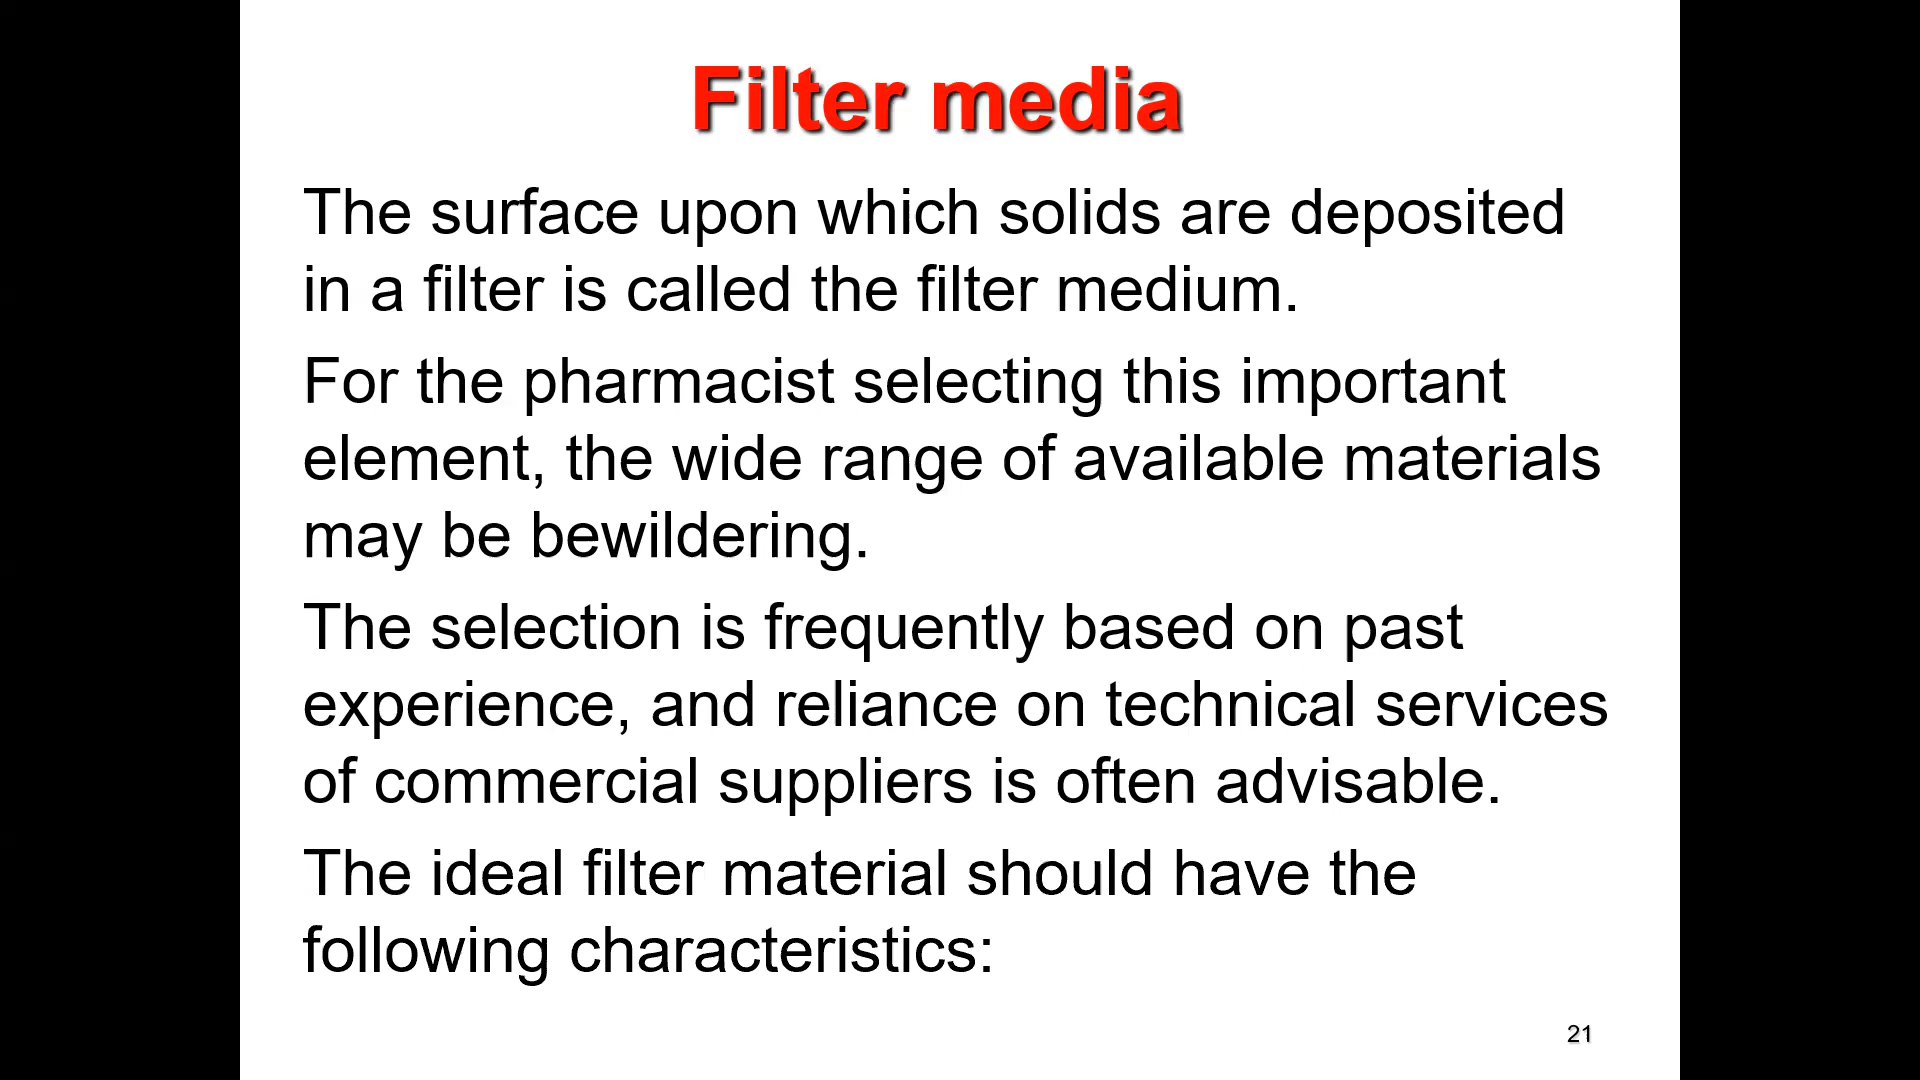 Filter media
The surface upon which solids are deposited
in a filter is called the filter medium.
For the pharmacist selecting this important
element, the wide range of available materials
may be bewildering.
The selection is frequently based on past
experience, and reliance on technical services
of commercial suppliers is often advisable.
The ideal filter material should have the
following characteristics:
21